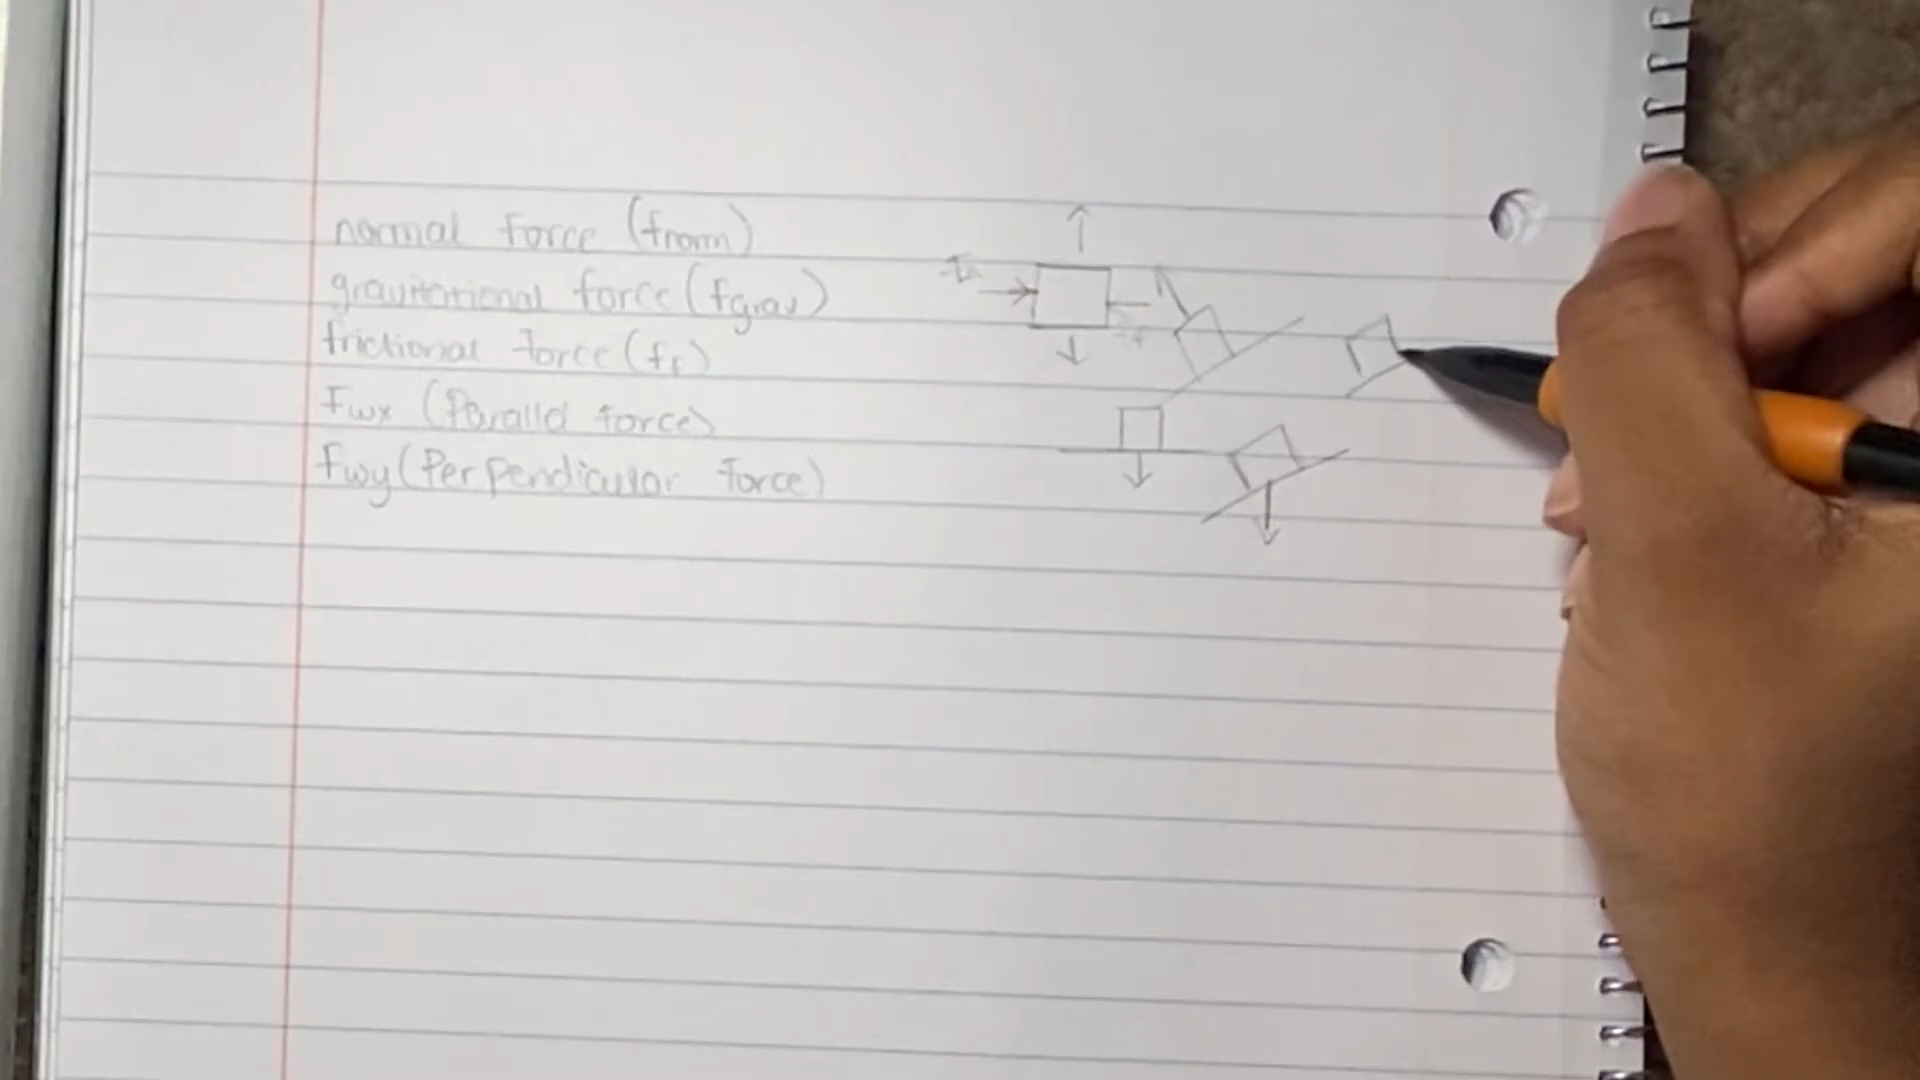 normal force (fnorm)
gravitational force (fgrav)
frictional force (ff)
Fwx (Parallel force)
Fwy (Perpendicular force)